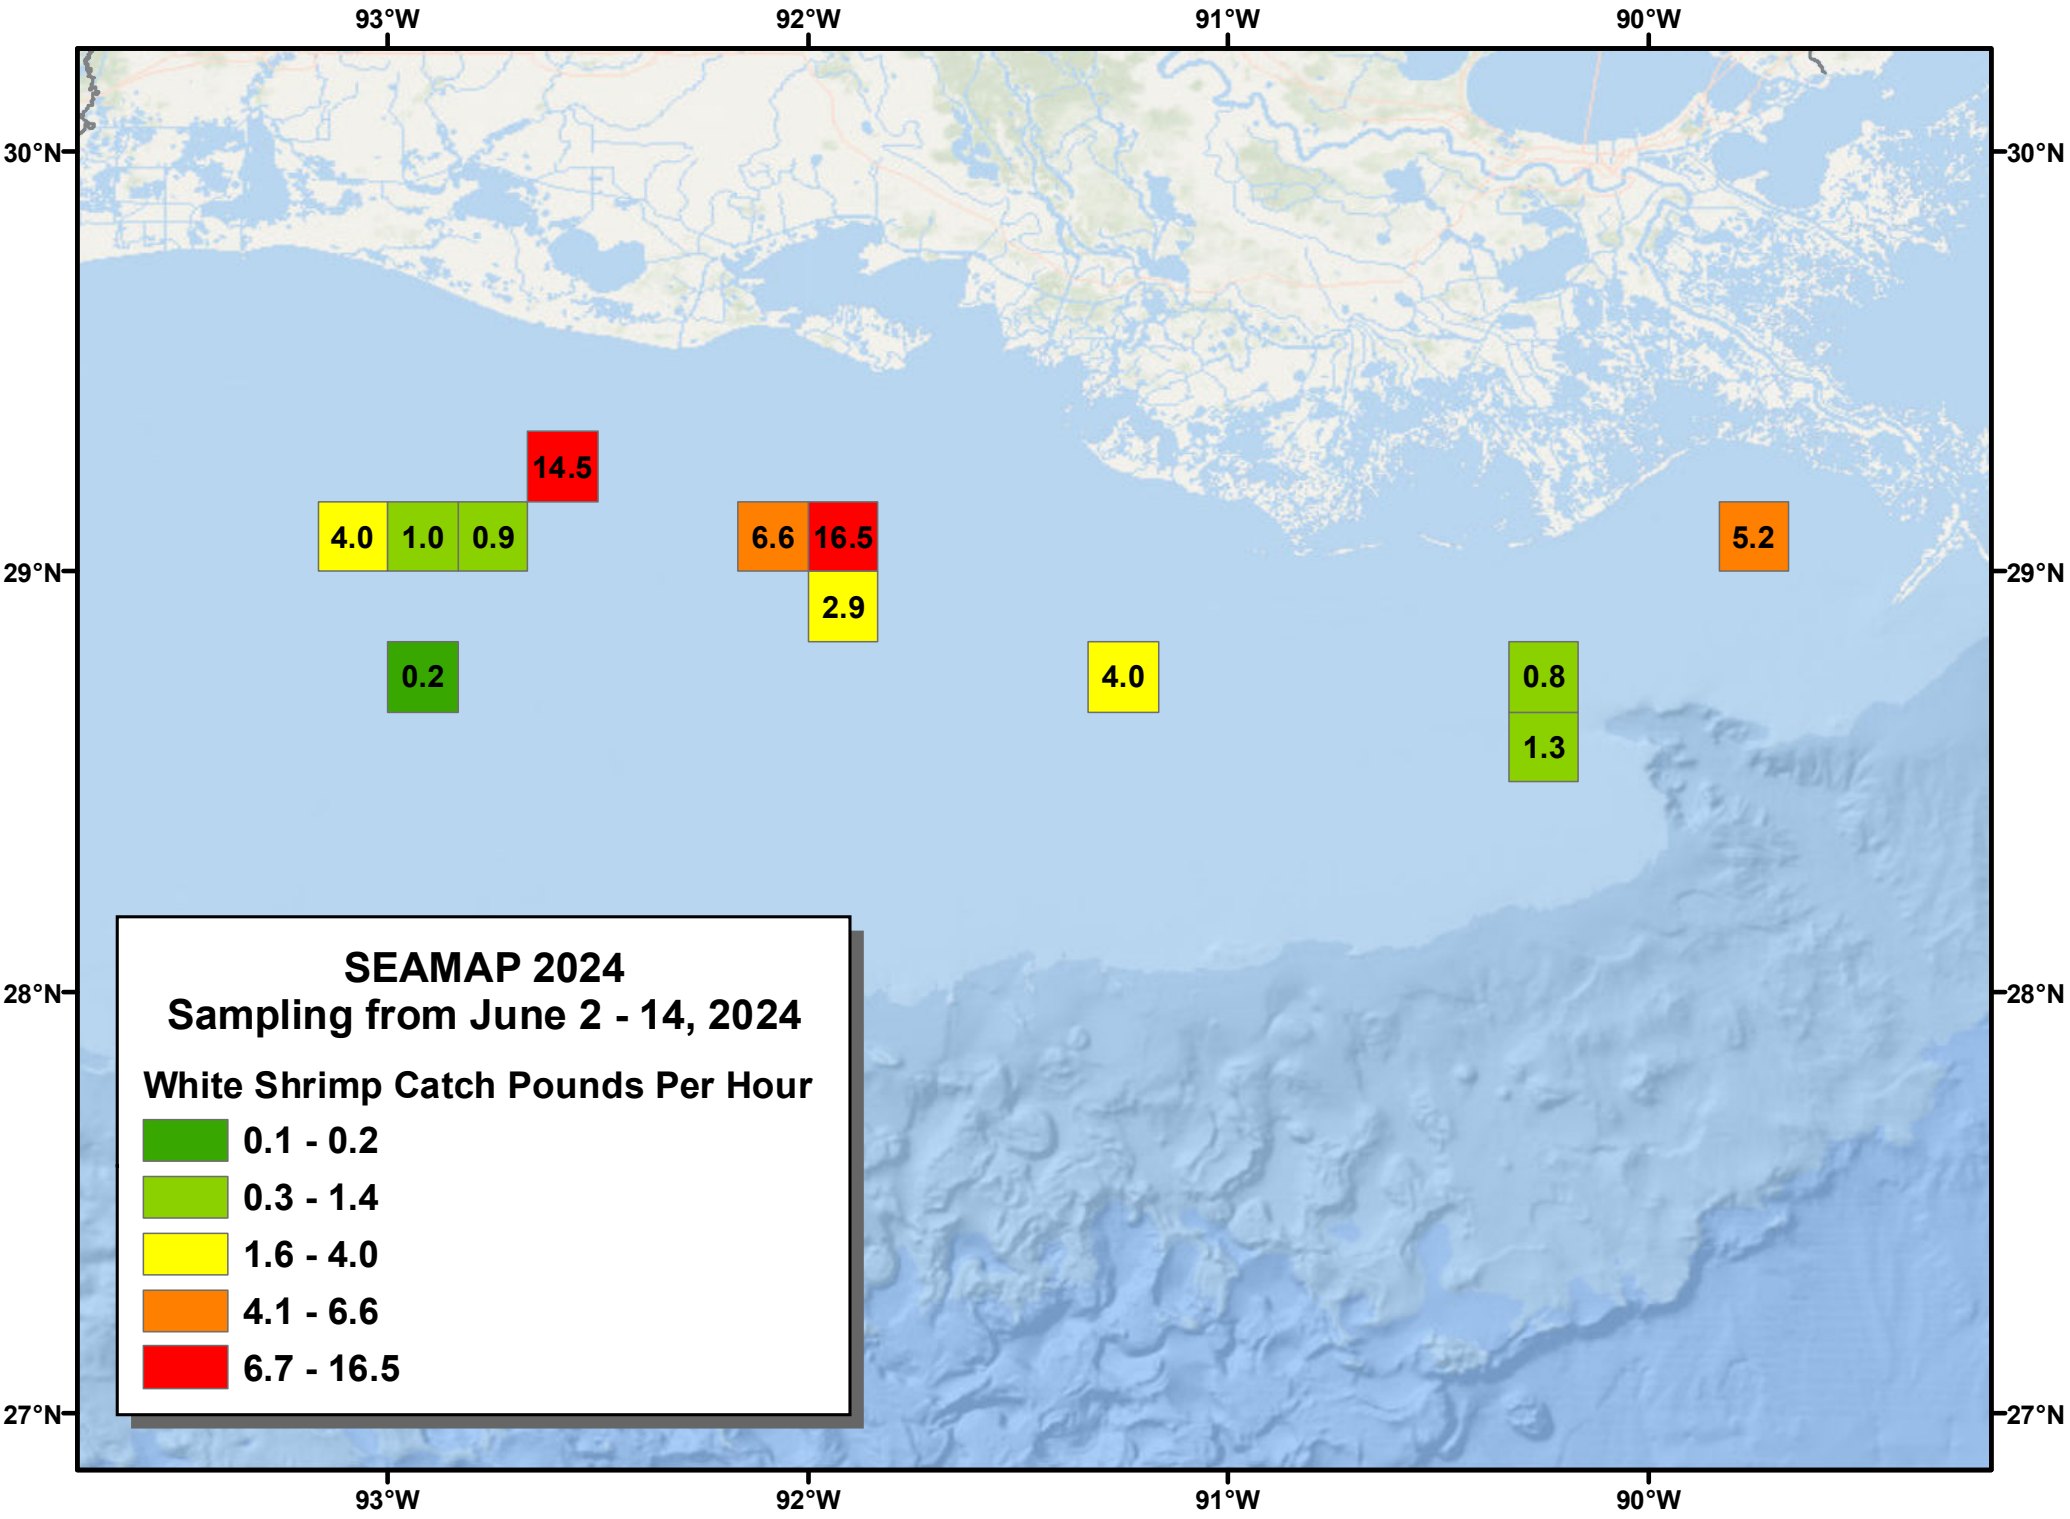 93°W 92°W 91°W 90°W
30°N 30°N
14.5
4.0 1.0 0.9 6.6 16.5 5.2
29°N 29°N
2.9
0.2 4.0 0.8
1.3
SEAMAP 2024
Sampling from June 2 - 14, 2024
28°N 28°N
White Shrimp Catch Pounds Per Hour
0.1 - 0.2
0.3 - 1.4
1.6 - 4.0
4.1 - 6.6
6.7 - 16.5
27°N 27°N
93°W 92°W 91°W 90°W